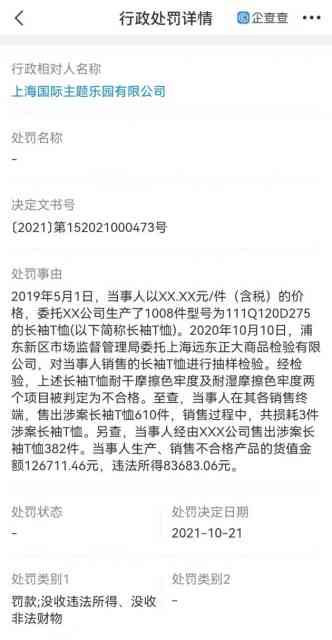 行政处罚详情
企查查
行政相对人名称
上海国际主题乐园有限公司
处罚名称
-
决定文书号
〔2021〕第152021000473号
处罚事由
2019年5月1日，当事人以XX.XX元/件（含税）的价
格，委托XX公司生产了1008件型号为111Q120D275
的长袖T恤(以下简称长袖T恤)。2020年10月10日，浦
东新区市场监督管理局委托上海远东正大商品检验有限
公司，对当事人销售的长袖T恤进行抽样检验。经检
验，上述长袖T恤耐干摩擦色牢度及耐湿摩擦色牢度两
个项目被判定为不合格。至查，当事人在其各销售终
端，售出涉案长袖T恤610件，销售过程中，共损耗3件
涉案长袖T恤。另查，当事人经由XXX公司售出涉案长
袖T恤382件。当事人生产、销售不合格产品的货值金
额126711.46元，违法所得83683.06元。
处罚状态
处罚决定日期
-
2021-10-21
处罚类别1
处罚类别2
罚款;没收违法所得、没收
-
非法财物